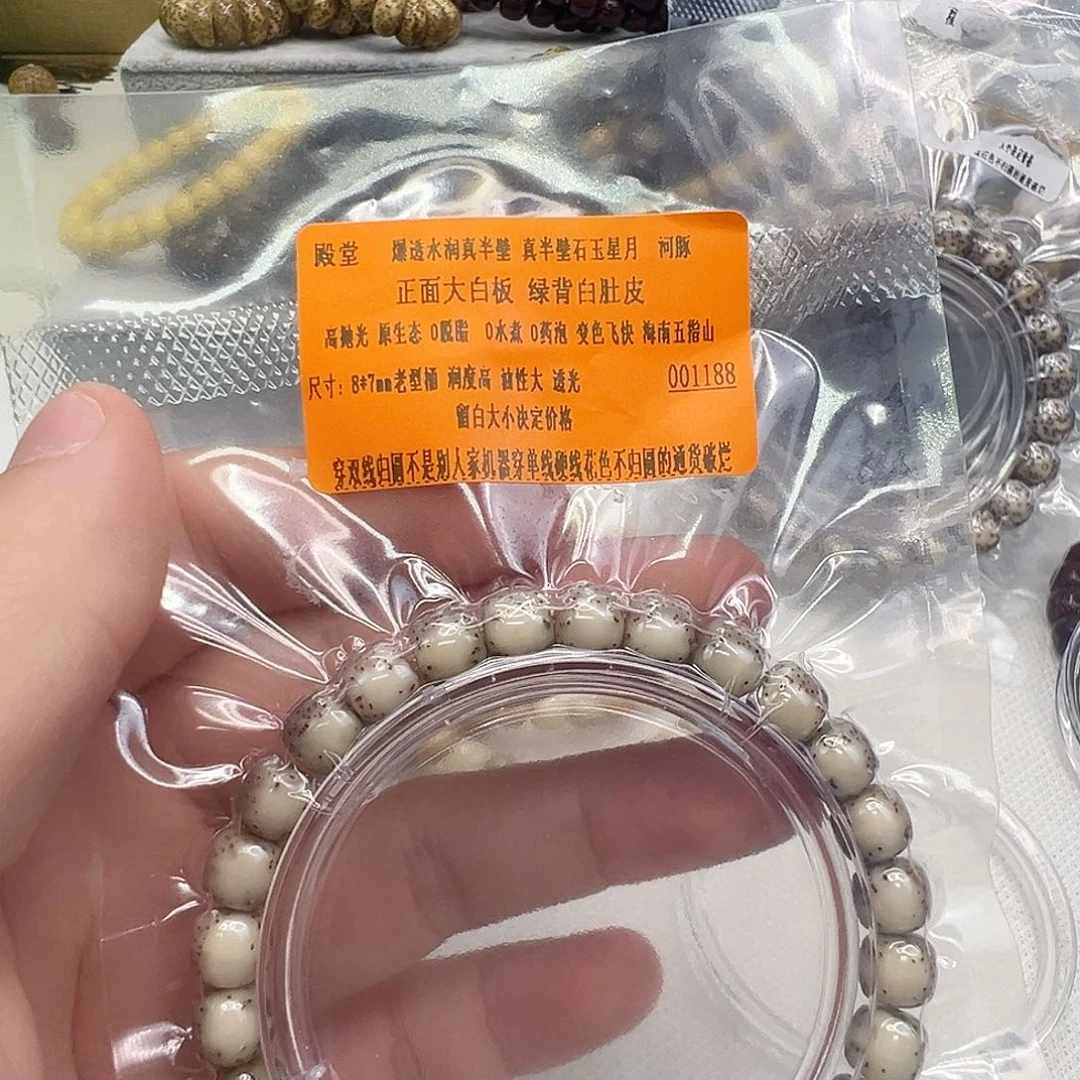 殿堂 爆透水润真半壁 真半壁石玉星月 河豚
正面大白板 绿背白肚皮
高抛光 原生态 0脱脂 0水煮 0药泡 变色飞快 海南五指山
尺寸：8*7mm老型桶 润度高 油性大 透光 001188
留白大小决定价格
穿双线归圆不是别人家机器穿单线硬线花色不归圆的通货破烂